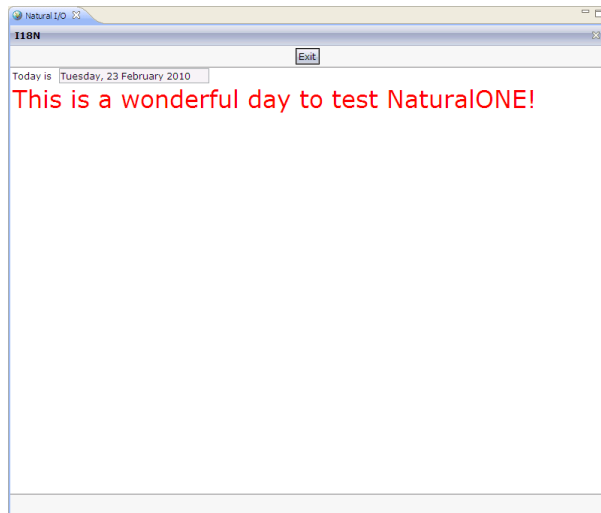 Natural I/O
I18N
Exit
Today is Tuesday, 23 February 2010
This is a wonderful day to test NaturalONE!